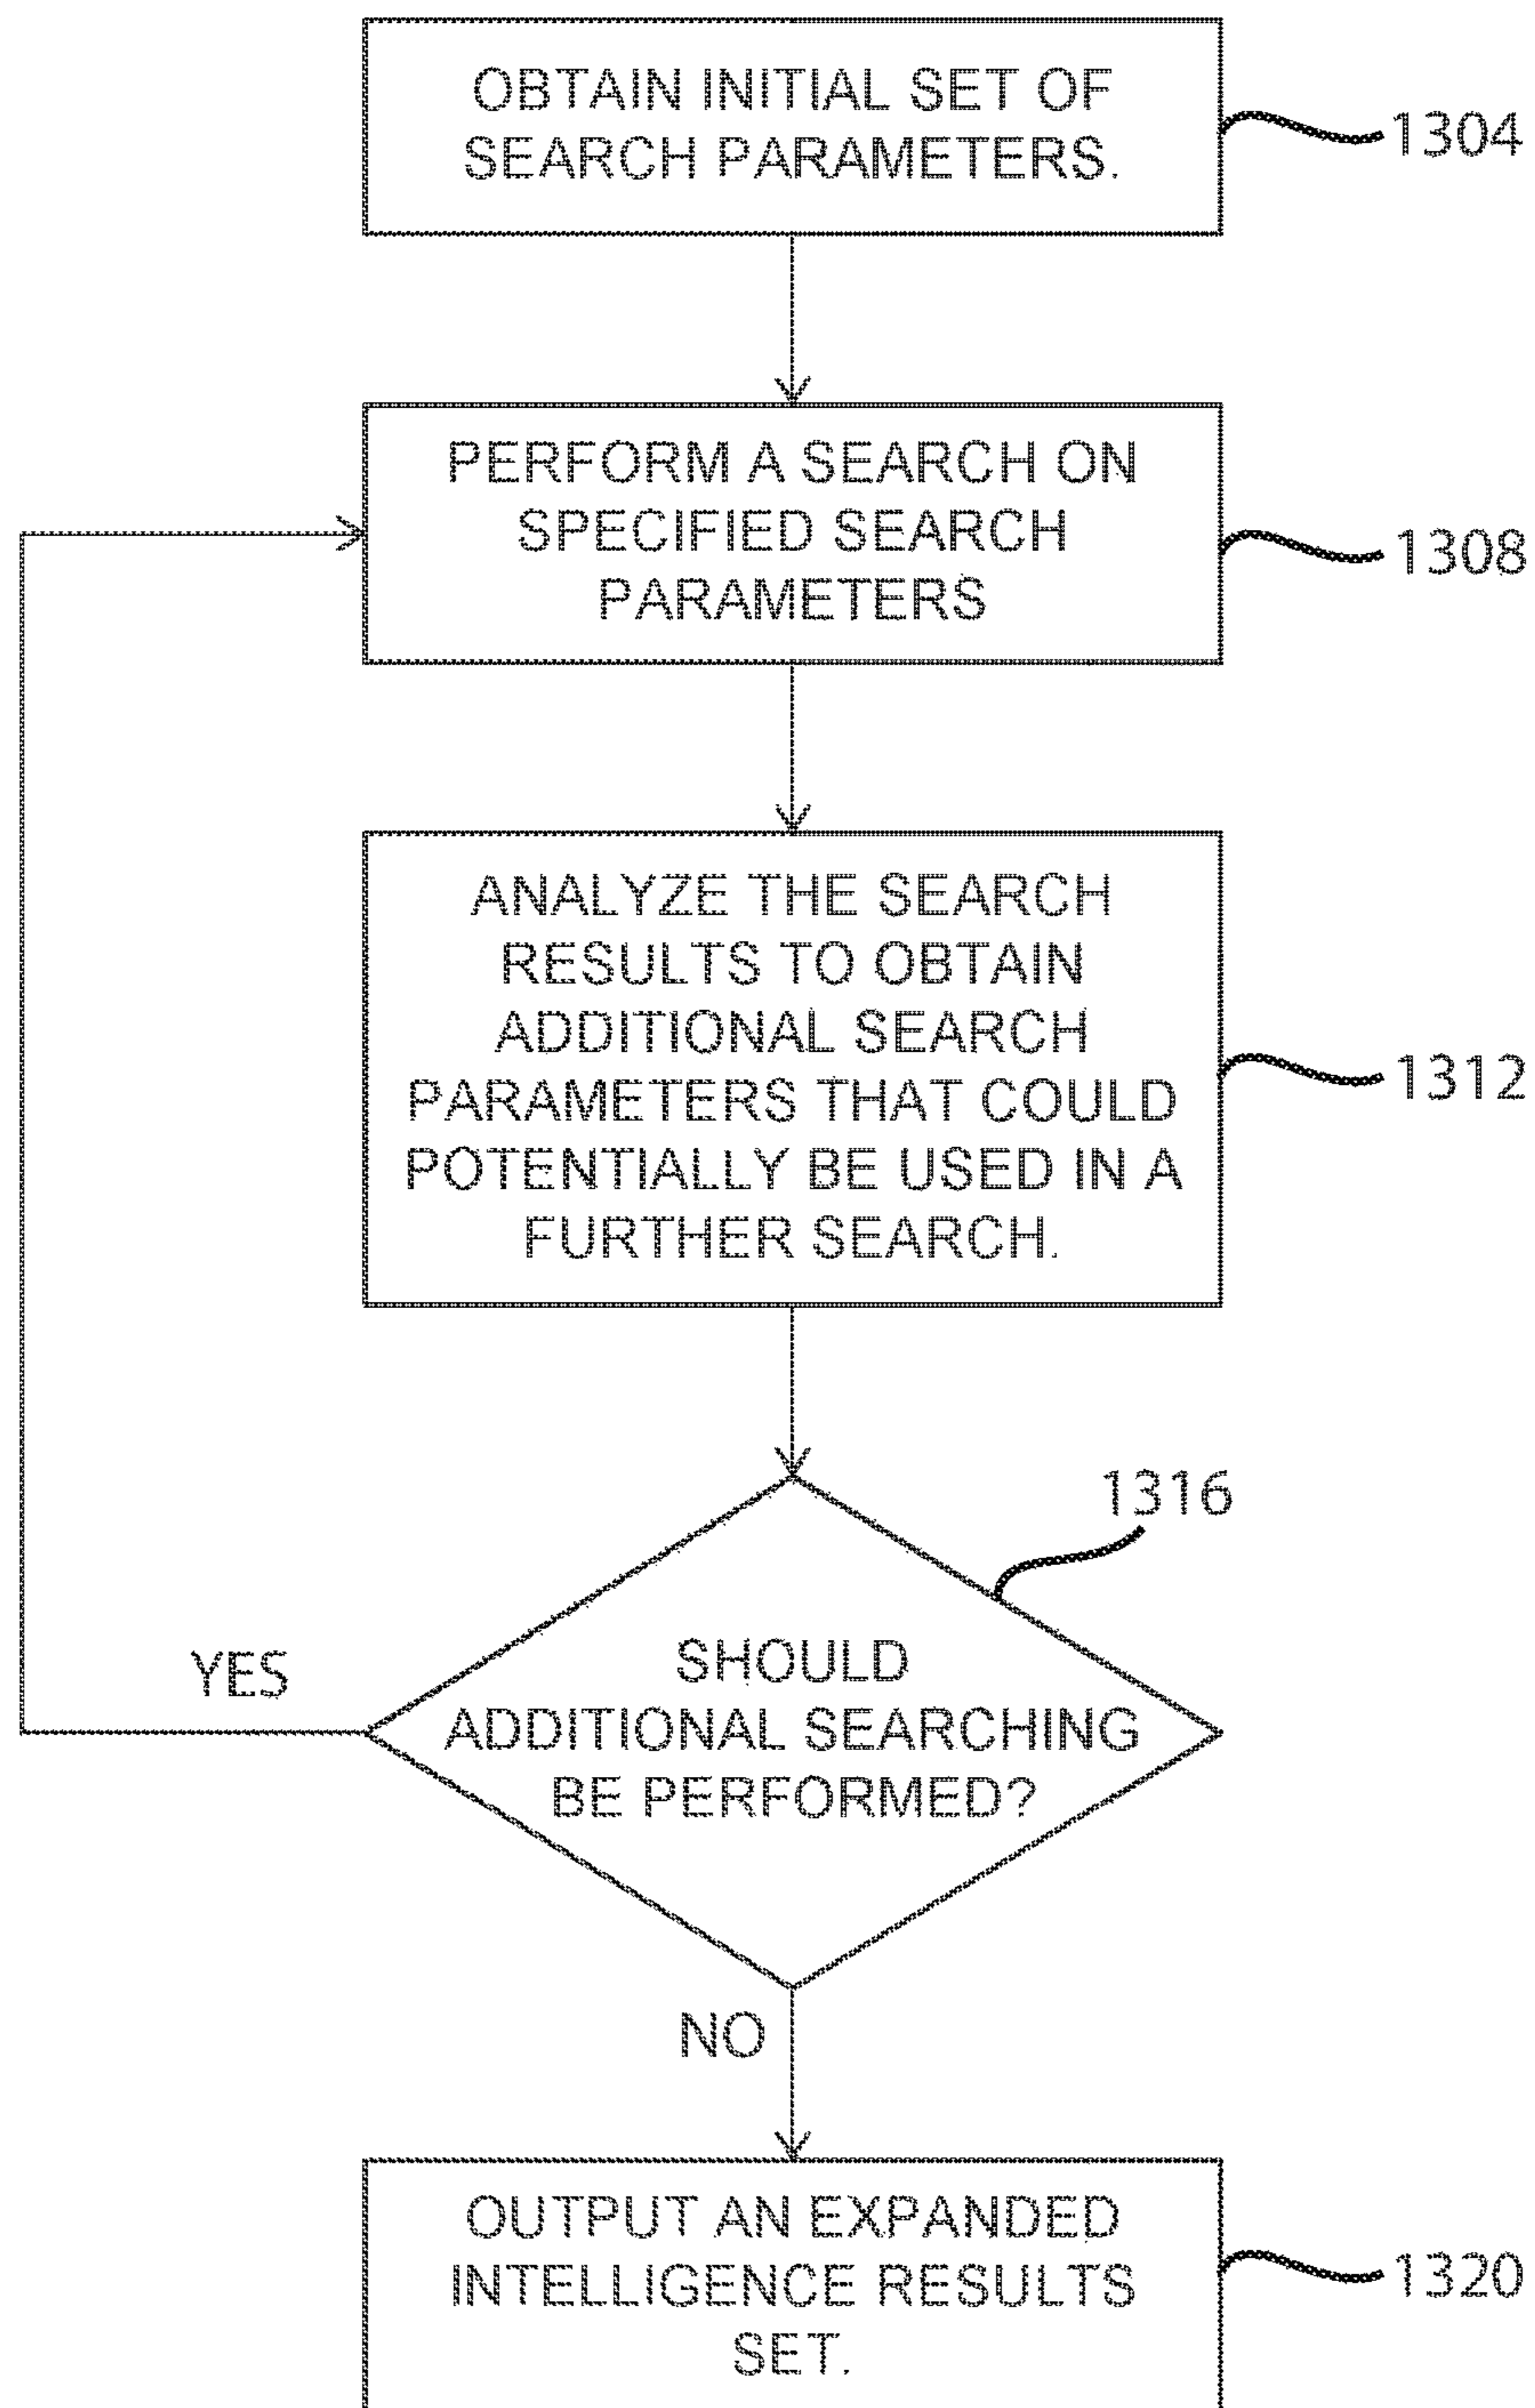 OBTAIN INITIAL SET OF
SEARCH PARAMETERS.
1304
PERFORM A SEARCH ON
SPECIFIED SEARCH
PARAMETERS
1308
ANALYZE THE SEARCH
RESULTS TO OBTAIN
ADDITIONAL SEARCH
PARAMETERS THAT COULD
POTENTIALLY BE USED IN A
FURTHER SEARCH.
1312
1316
SHOULD
ADDITIONAL SEARCHING
BE PERFORMED?
YES
NO
OUTPUT AN EXPANDED
INTELLIGENCE RESULTS
SET.
1320